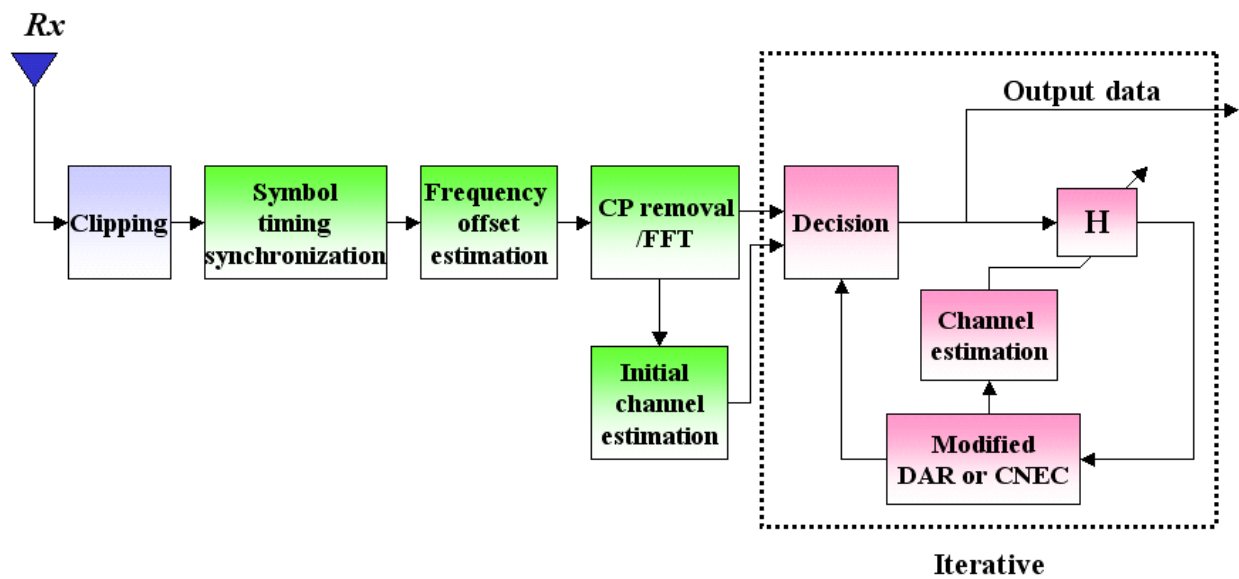 Rx
Output data
Clipping
Symbol
timing
synchronization
Frequency
offset
estimation
CP removal
/FFT
Decision
H
Initial
channel
estimation
Channel
estimation
Modified
DAR or CNEC
Iterative